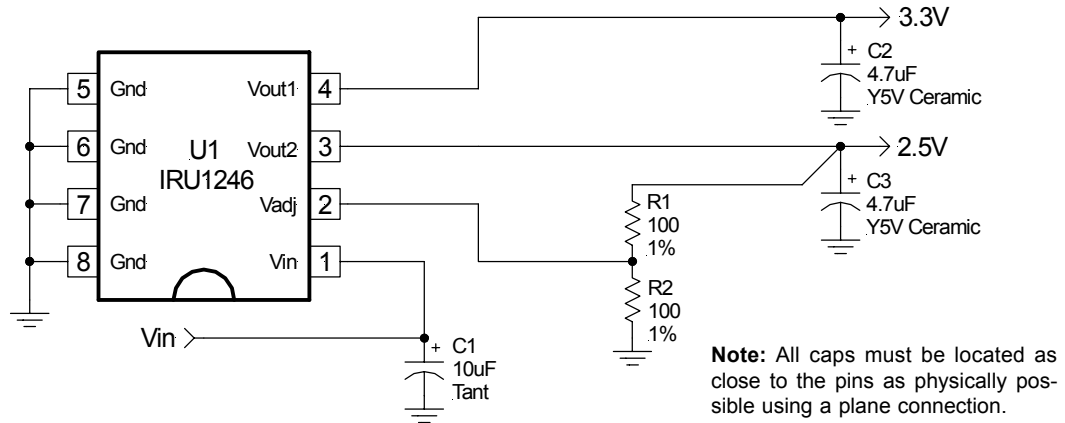 3.3V
+ C2
4.7uF
Y5V Ceramic
5 Gnd Vout1 4
6 Gnd Vout2 3
2.5V
U1
IRU1246
+ C3
4.7uF
Y5V Ceramic
7 Gnd Vadj 2
R1
100
1%
8 Gnd Vin 1
R2
100
1%
Vin
+ C1
10uF
Tant
Note: All caps must be located as
close to the pins as physically pos-
sible using a plane connection.